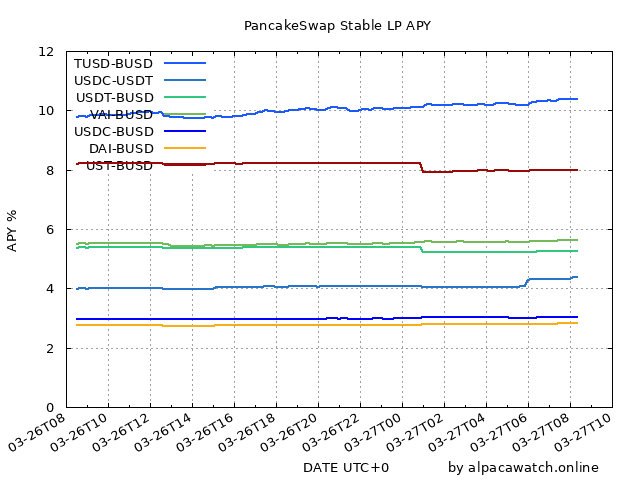 PancakeSwap Stable LP APY
12
10
8
6
4
2
0
APY %
TUSD-BUSD
USDC-USDT
USDT-BUSD
VAI-BUSD
USDC-BUSD
DAI-BUSD
UST-BUSD
03-26T08
03-26T10
03-26T12
03-26T14
03-26T16
03-26T18
03-26T20
03-26T22
03-27T00
03-27T02
03-27T04
03-27T06
03-27T08
03-27T10
DATE UTC+0
by alpacawatch.online